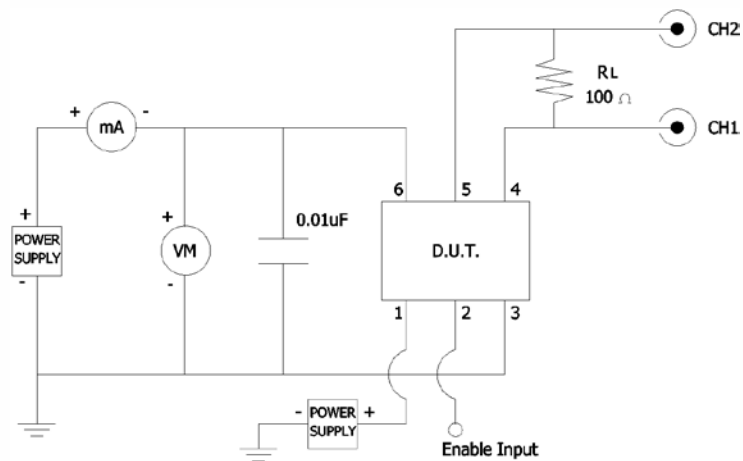 CH2
RL
100 Ω
CH1
+ mA -
6 5 4
0.01uF
+
POWER
SUPPLY
-
+
VM
-
D.U.T.
1 2 3
- POWER
SUPPLY +
Enable Input